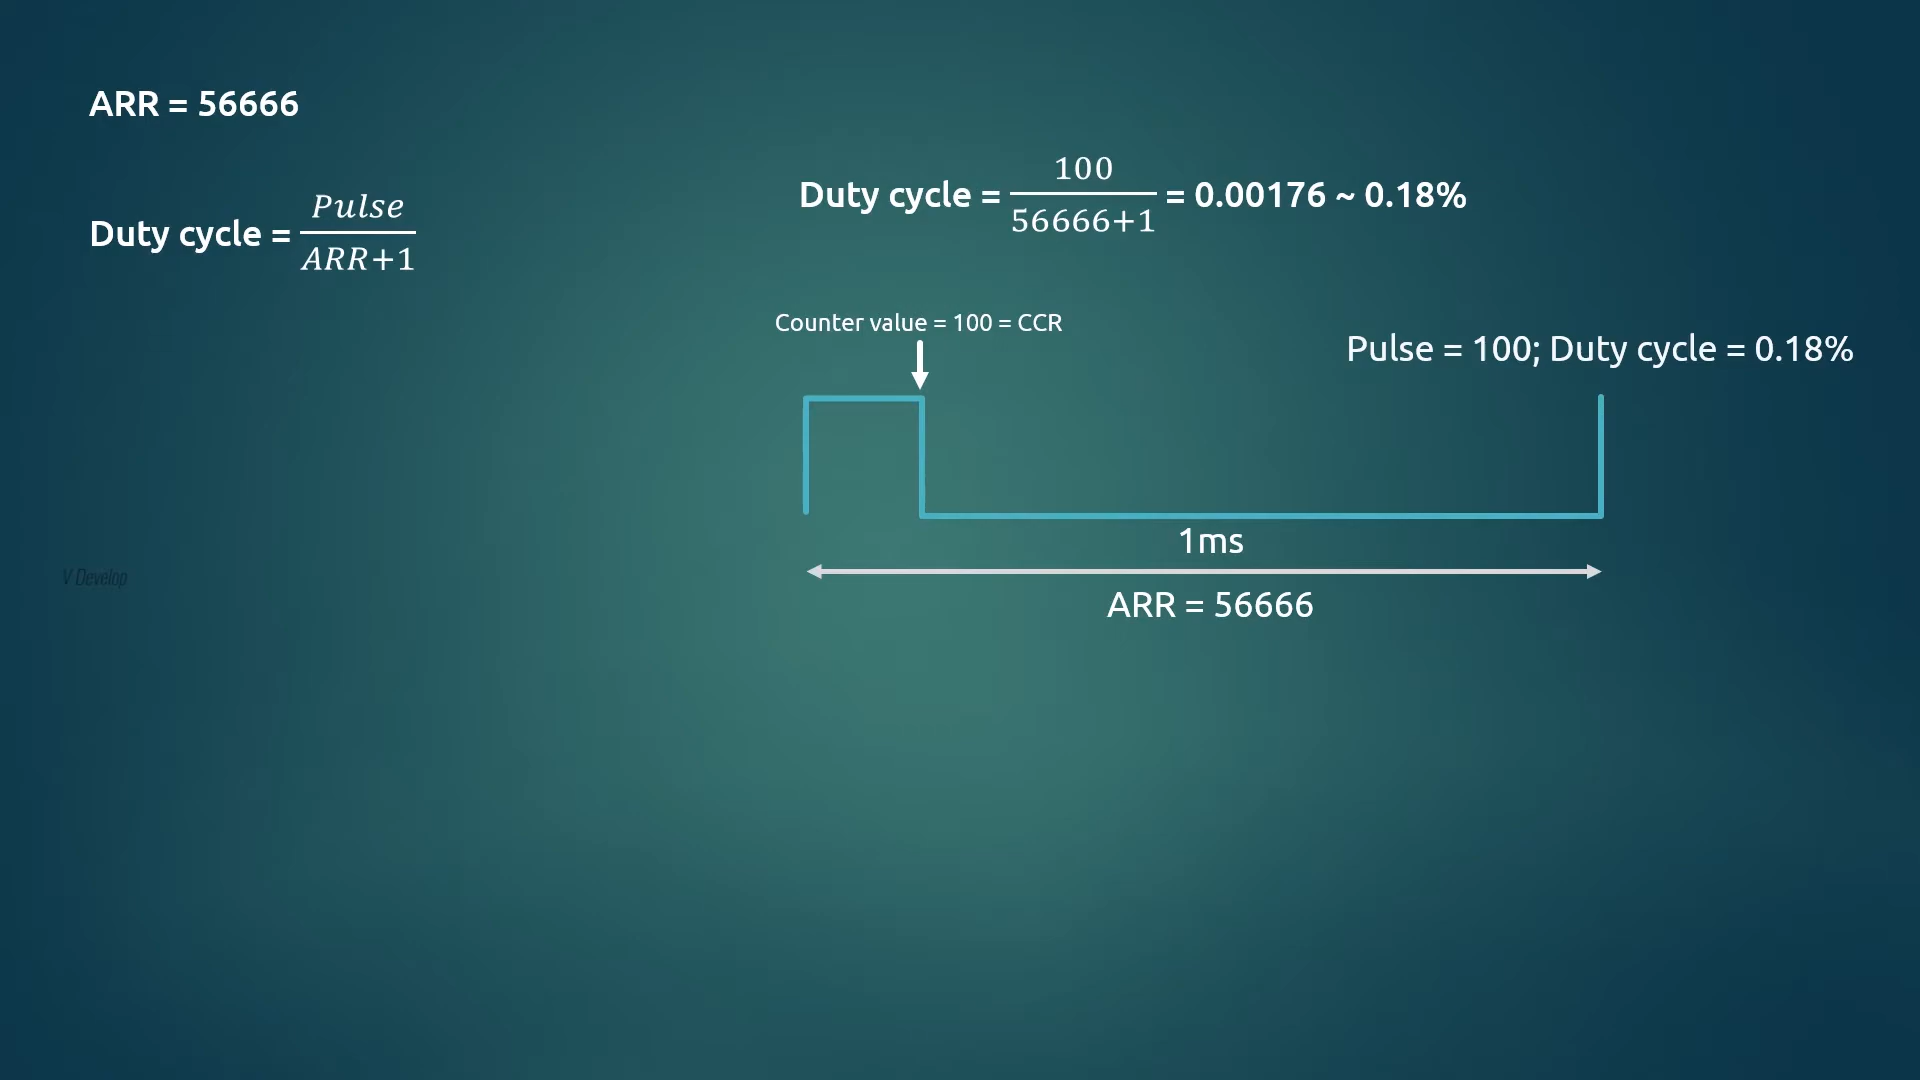 ARR = 56666
Duty cycle = Pulse / ARR+1
Duty cycle = 100 / 56666+1 = 0.00176 ~ 0.18%
Counter value = 100 = CCR
Pulse = 100; Duty cycle = 0.18%
1ms
ARR = 56666
V Develop